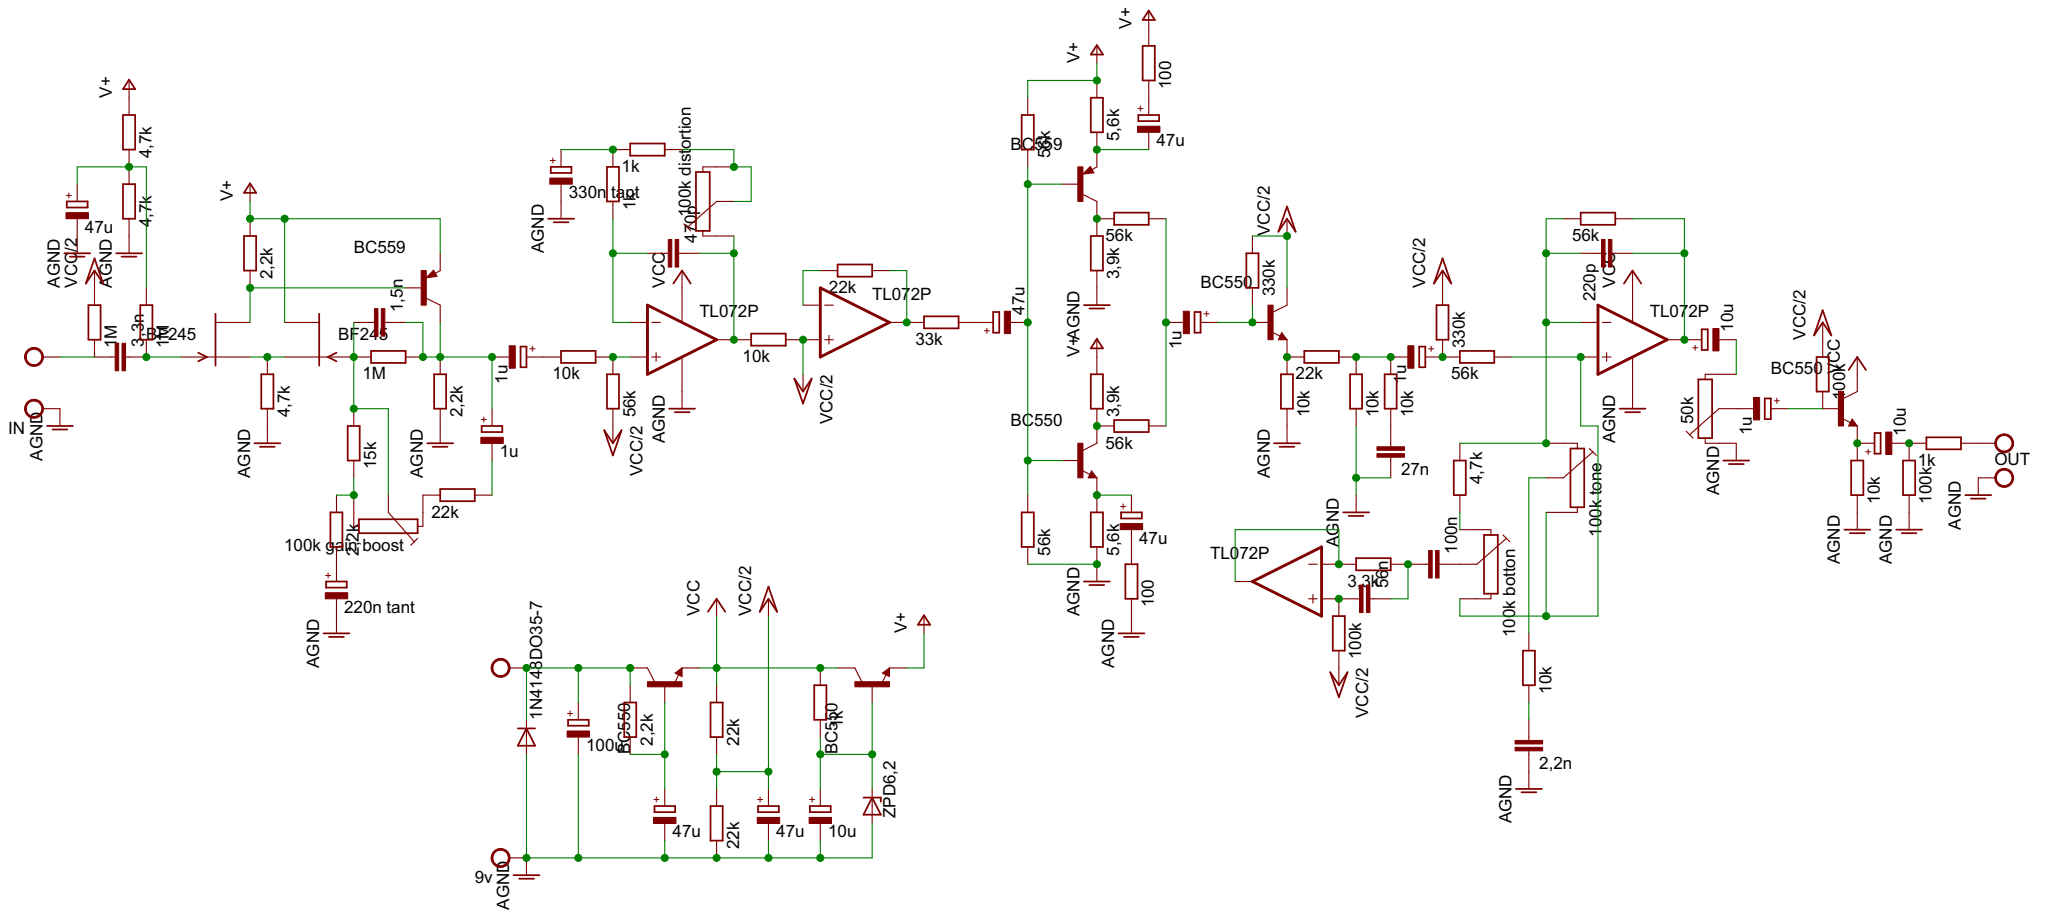 V+
4,7k
4,7k
47u
AGND
VCC/2
AGND
1M
3,3n
1M
BF245
IN
AGND
V+
2,2k
BC559
1,5n
BF245
4,7k
AGND
1M
15k
2,2k
AGND
1u
22k
100k gain boost
2,2k
220n tant
AGND
1u
10k
56k
VCC/2
330n tant
AGND
1k
1k
100k distortion
470p
VCC
TL072P
AGND
10k
VCC/2
22k
TL072P
33k
47u
V+
V+
100
47u
5,6k
BC559
56k
56k
3,9k
AGND
V+
3,9k
BC550
56k
56k
5,6k
47u
100
AGND
AGND
1u
VCC/2
330k
BC550
10k
AGND
22k
10k
10k
27n
AGND
1u
VCC/2
330k
56k
56k
220p
VCC
TL072P
AGND
10u
50k
AGND
1u
VCC/2
100k
VCC
BC550
10k
AGND
10u
100k
AGND
1k
OUT
AGND
4,7k
100k tone
100n
100k botton
TL072P
3,3k
56n
100k
VCC/2
10k
2,2n
AGND
9v
AGND
1N4148DO35-7
100u
BC550
2,2k
47u
VCC
VCC/2
22k
22k
47u
BC550
1k
10u
ZPD6,2
V+